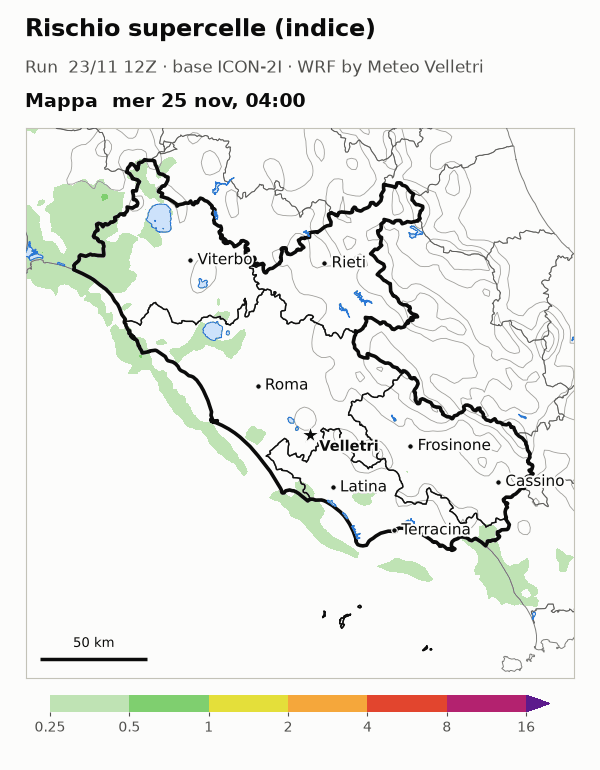 Rischio supercelle (indice)
Run  23/11 12Z · base ICON-2I · WRF by Meteo Velletri
Mappa  mer 25 nov, 04:00
Viterbo
Rieti
Roma
Velletri
Frosinone
Cassino
Latina
Terracina
50 km
0.25 0.5 1 2 4 8 16